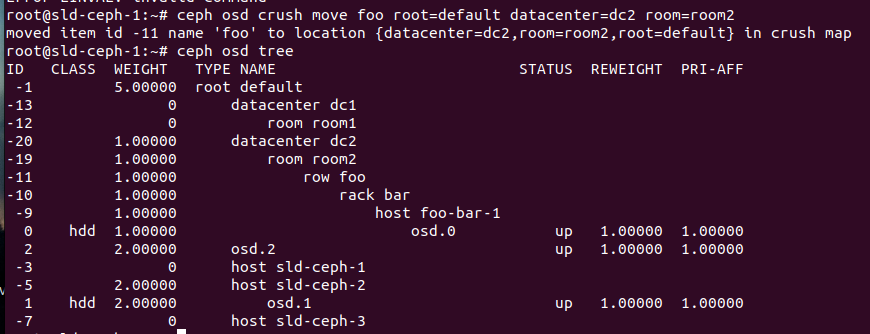 root@sld-ceph-1:~# ceph osd crush move foo root=default datacenter=dc2 room=room2
moved item id -11 name 'foo' to location {datacenter=dc2,room=room2,root=default} in crush map
root@sld-ceph-1:~# ceph osd tree
ID   CLASS  WEIGHT   TYPE NAME                           STATUS  REWEIGHT  PRI-AFF
 -1         5.00000  root default
-13               0      datacenter dc1
-12               0          room room1
-20         1.00000      datacenter dc2
-19         1.00000          room room2
-11         1.00000              row foo
-10         1.00000                  rack bar
 -9         1.00000                      host foo-bar-1
  0    hdd  1.00000                          osd.0           up   1.00000  1.00000
  2         2.00000      osd.2                               up   1.00000  1.00000
 -3               0      host sld-ceph-1
 -5         2.00000      host sld-ceph-2
  1    hdd  2.00000          osd.1                           up   1.00000  1.00000
 -7               0      host sld-ceph-3